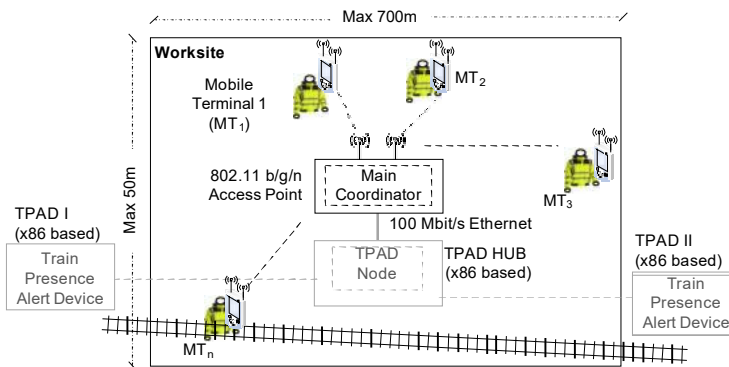 Max 700m
Max 50m
Worksite
Mobile
Terminal 1
(MT1)
MT2
MT3
802.11 b/g/n
Access Point
Main
Coordinator
100 Mbit/s Ethernet
TPAD I
(x86 based)
Train
Presence
Alert Device
TPAD
Node
TPAD HUB
(x86 based)
TPAD II
(x86 based)
Train
Presence
Alert Device
MTn